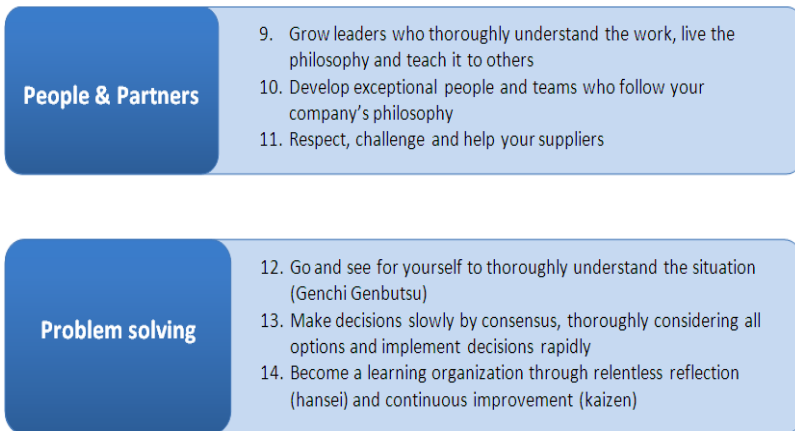 People & Partners
9. Grow leaders who thoroughly understand the work, live the
philosophy and teach it to others
10. Develop exceptional people and teams who follow your
company’s philosophy
11. Respect, challenge and help your suppliers
Problem solving
12. Go and see for yourself to thoroughly understand the situation
(Genchi Genbutsu)
13. Make decisions slowly by consensus, thoroughly considering all
options and implement decisions rapidly
14. Become a learning organization through relentless reflection
(hansei) and continuous improvement (kaizen)